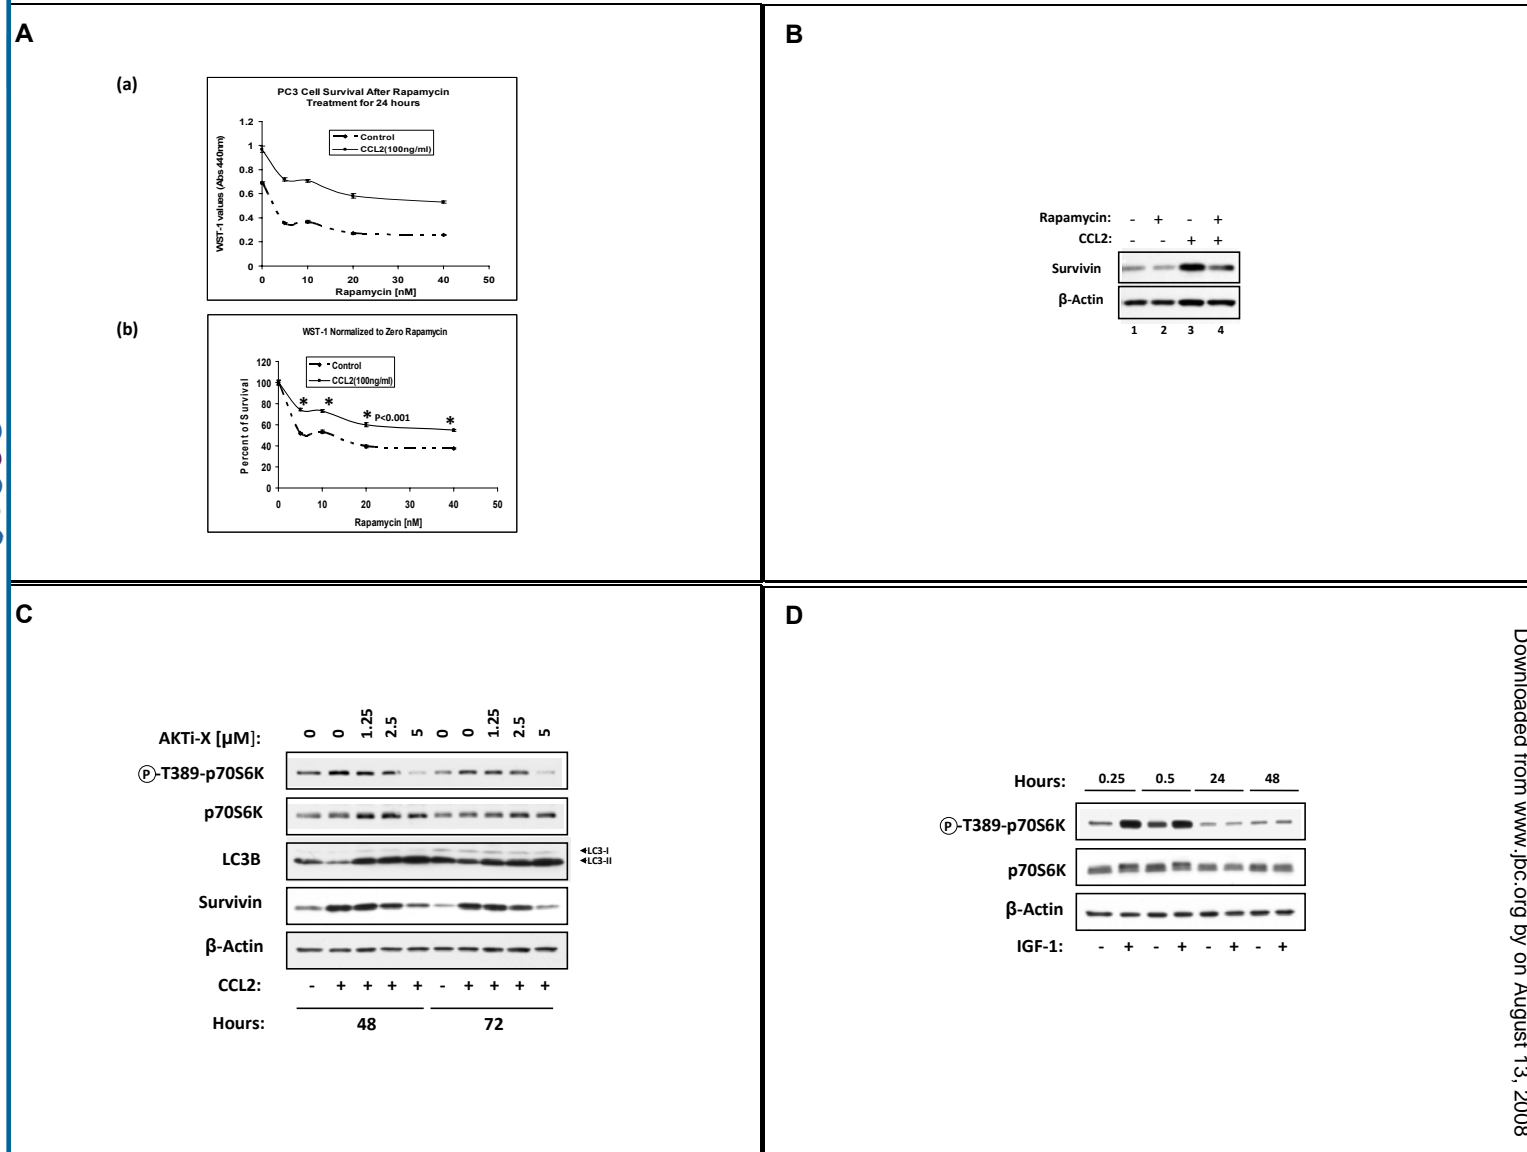 A
(a)
PC3 Cell Survival After Rapamycin
Treatment for 24 hours
WST-1 values (Abs 440nm)
1.2
1
0.8
0.6
0.4
0.2
0
Control
CCL2(100ng/ml)
0 10 20 30 40 50
Rapamycin [nM]
(b)
WST-1 Normalized to Zero Rapamycin
Percent of Survival
120
100
80
60
40
20
0
Control
CCL2(100ng/ml)
* * * P<0.001 *
0 10 20 30 40 50
Rapamycin [nM]
B
Rapamycin: - + - +
CCL2: - - + +
Survivin
β-Actin
1 2 3 4
C
AKTi-X [µM]: 0 0 1.25 2.5 5 0 0 1.25 2.5 5
Ⓟ-T389-p70S6K
p70S6K
LC3B
LC3-I
LC3-II
Survivin
β-Actin
CCL2: - + + + + - + + + +
Hours: 48 72
D
Hours: 0.25 0.5 24 48
Ⓟ-T389-p70S6K
p70S6K
β-Actin
IGF-1: - + - + - + - +
Downloaded from www.jbc.org by on August 13, 2008